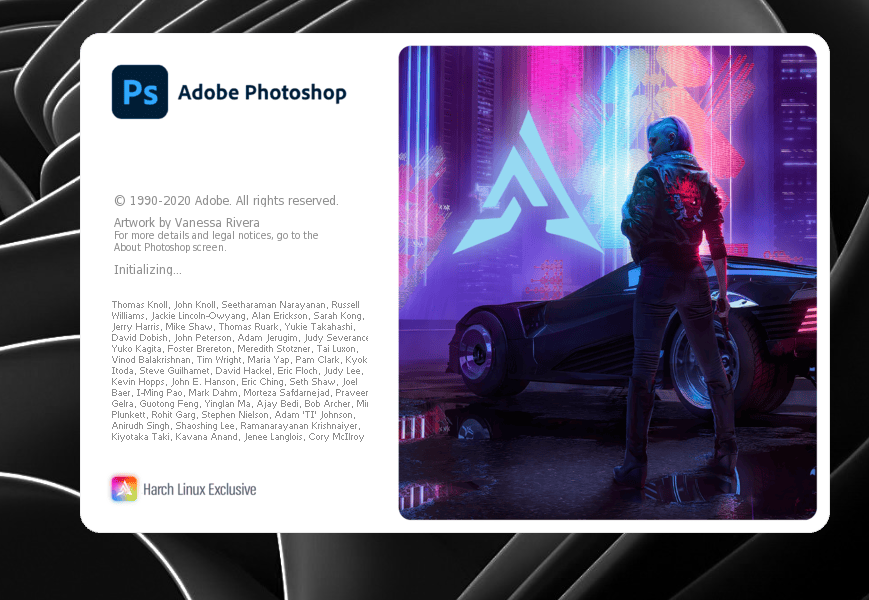 Ps Adobe Photoshop
© 1990-2020 Adobe. All rights reserved.
Artwork by Vanessa Rivera
For more details and legal notices, go to the
About Photoshop screen.
Initializing...
Thomas Knoll, John Knoll, Seetharaman Narayanan, Russell
Williams, Jackie Lincoln-Owyang, Alan Erickson, Sarah Kong,
Jerry Harris, Mike Shaw, Thomas Ruark, Yukie Takahashi,
David Dobish, John Peterson, Adam Jerugim, Judy Severance
Yuko Kagita, Foster Brereton, Meredith Stotzner, Tai Luxon,
Vinod Balakrishnan, Tim Wright, Maria Yap, Pam Clark, Kyok
Itoda, Steve Guilhamet, David Hackel, Eric Floch, Judy Lee,
Kevin Hopps, John E. Hanson, Eric Ching, Seth Shaw, Joel
Baer, I-Ming Pao, Mark Dahm, Morteza Safdarnejad, Praveer
Gelra, Guotong Feng, Yinglan Ma, Ajay Bedi, Bob Archer, Mir
Plunkett, Rohit Garg, Stephen Nielson, Adam 'TI' Johnson,
Anirudh Singh, Shaoshing Lee, Ramanarayanan Krishnaiyer,
Kiyotaka Taki, Kavana Anand, Jenee Langlois, Cory McIlroy
Harch Linux Exclusive